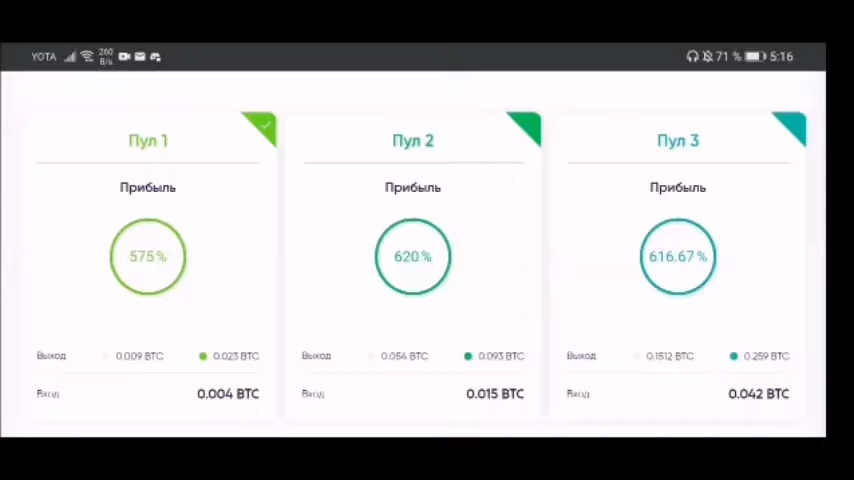 YOTA 260 B/s 71 % 5:16
Пул 1
Прибыль
575 %
Выход 0.009 BTC 0.023 BTC
Вход 0.004 BTC
Пул 2
Прибыль
620 %
Выход 0.054 BTC 0.093 BTC
Вход 0.015 BTC
Пул 3
Прибыль
616.67 %
Выход 0.1512 BTC 0.259 BTC
Вход 0.042 BTC